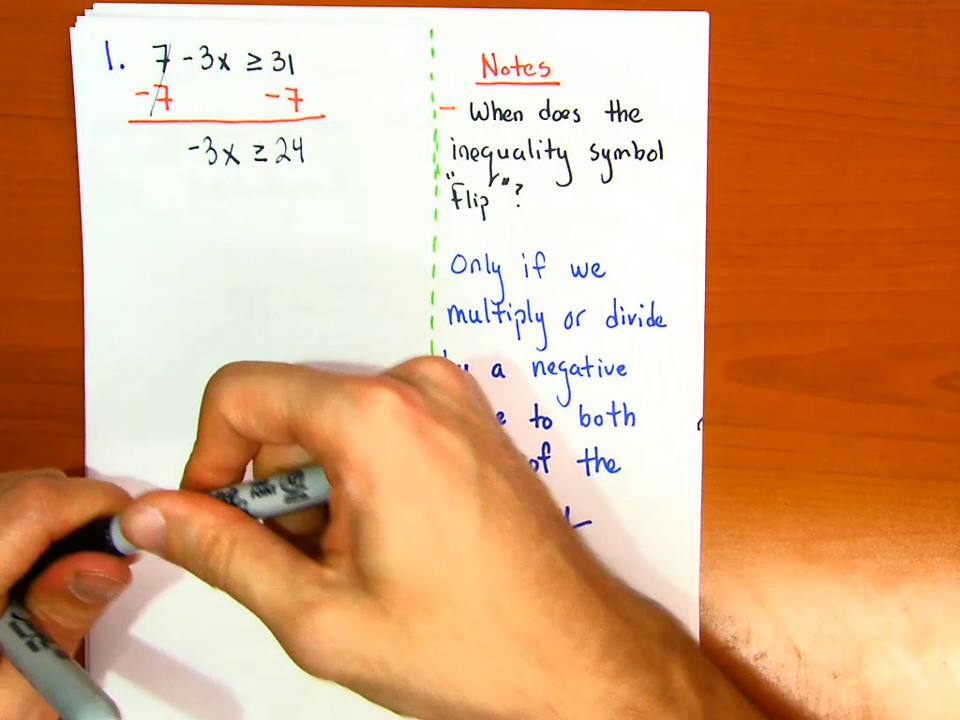 1. 7 - 3x ≥ 31
-7 -7
-3x ≥ 24
Notes
- When does the
inequality symbol
"Flip"?
Only if we
multiply or divide
a negative
to both
of the
POINT